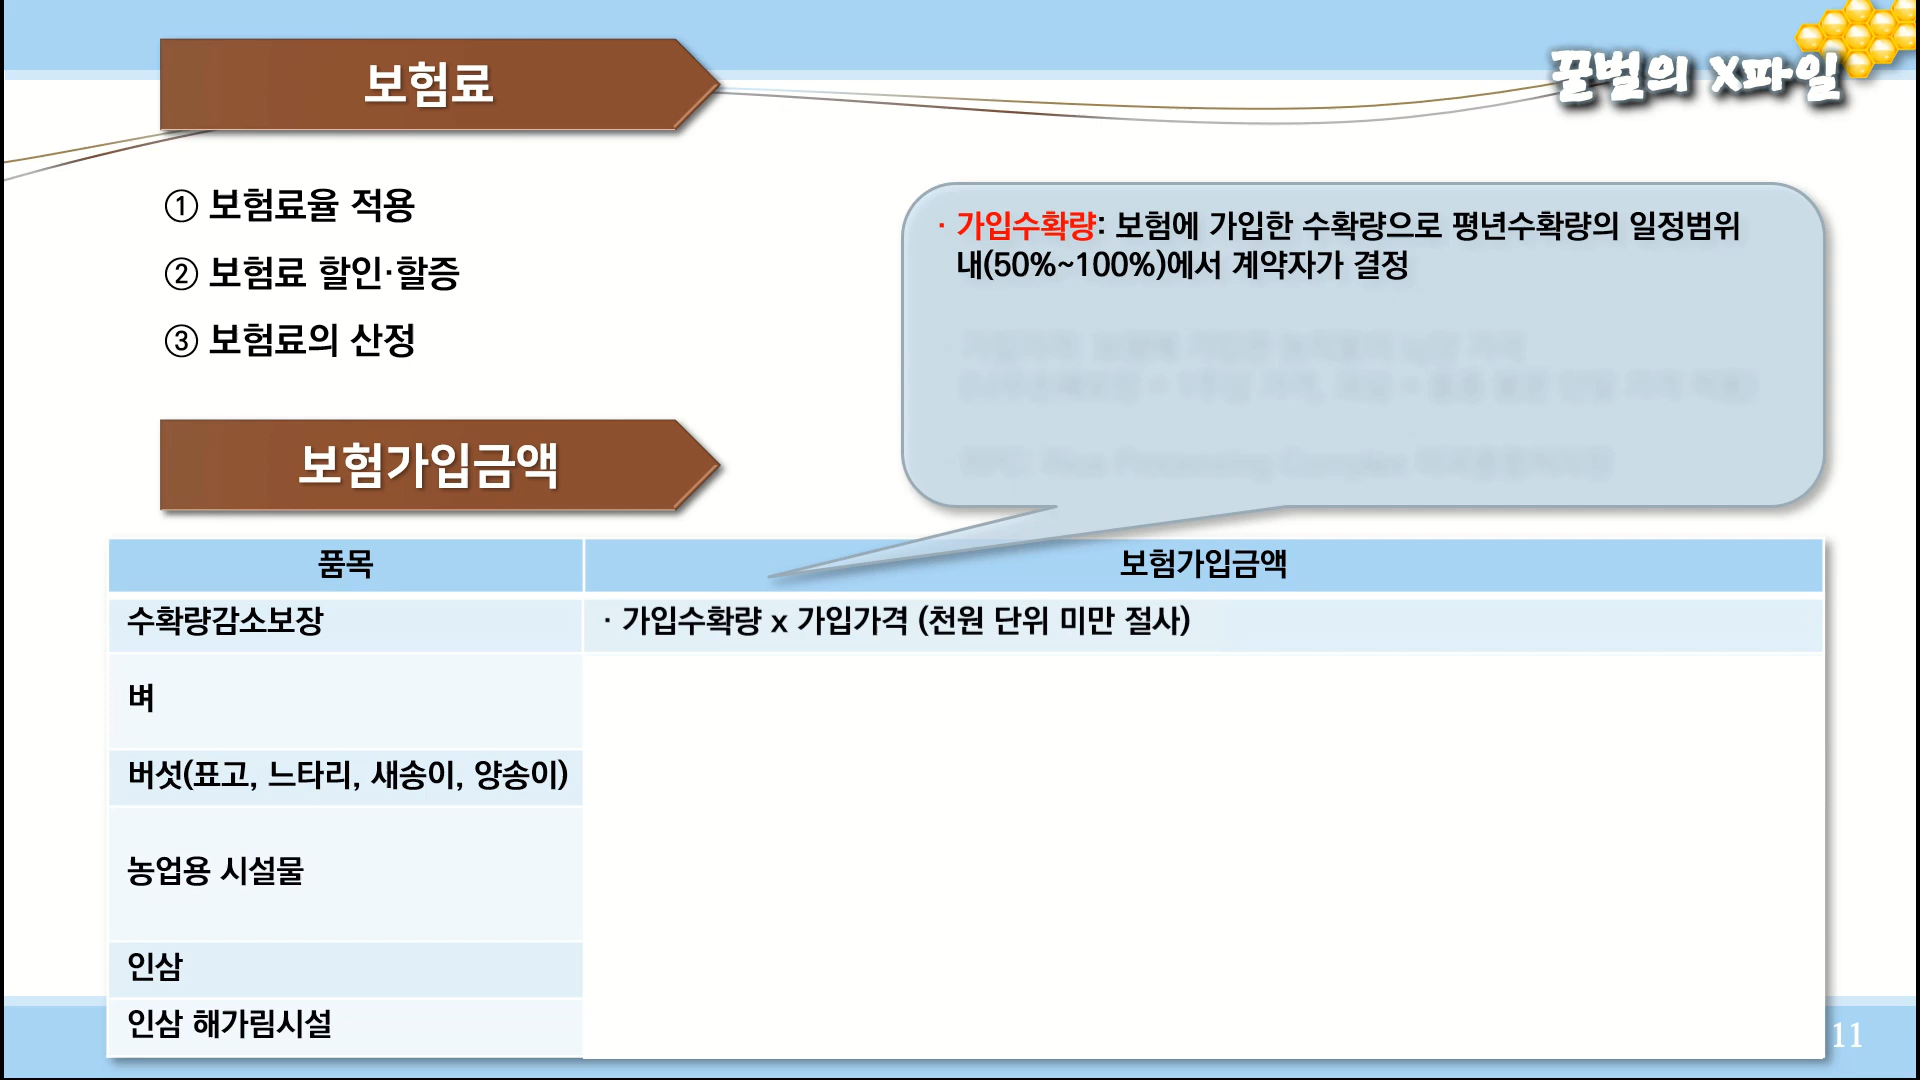 보험료
꿀벌의 X파일
① 보험료율 적용
② 보험료 할인·할증
③ 보험료의 산정
· 가입수확량: 보험에 가입한 수확량으로 평년수확량의 일정범위
내(50%~100%)에서 계약자가 결정
보험가입금액
품목 보험가입금액
수확량감소보장 · 가입수확량 x 가입가격 (천원 단위 미만 절사)
벼
버섯(표고, 느타리, 새송이, 양송이)
농업용 시설물
인삼
인삼 해가림시설
11